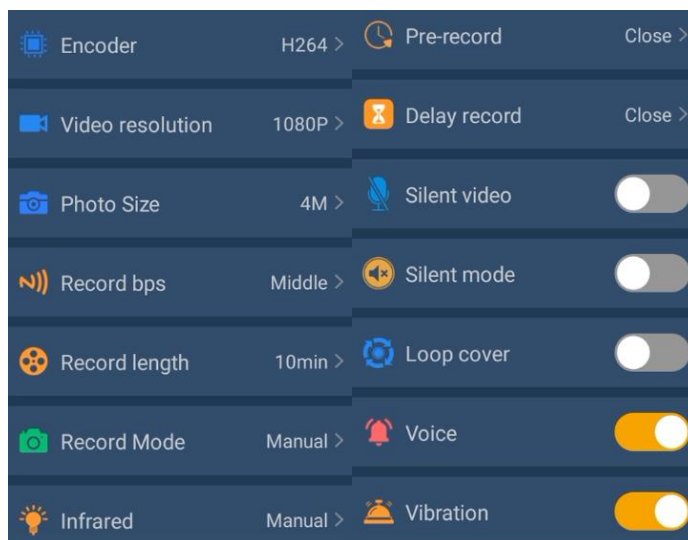 Encoder H264 >
Video resolution 1080P >
Photo Size 4M >
Record bps Middle >
Record length 10min >
Record Mode Manual >
Infrared Manual >
Pre-record Close >
Delay record Close >
Silent video
Silent mode
Loop cover
Voice
Vibration